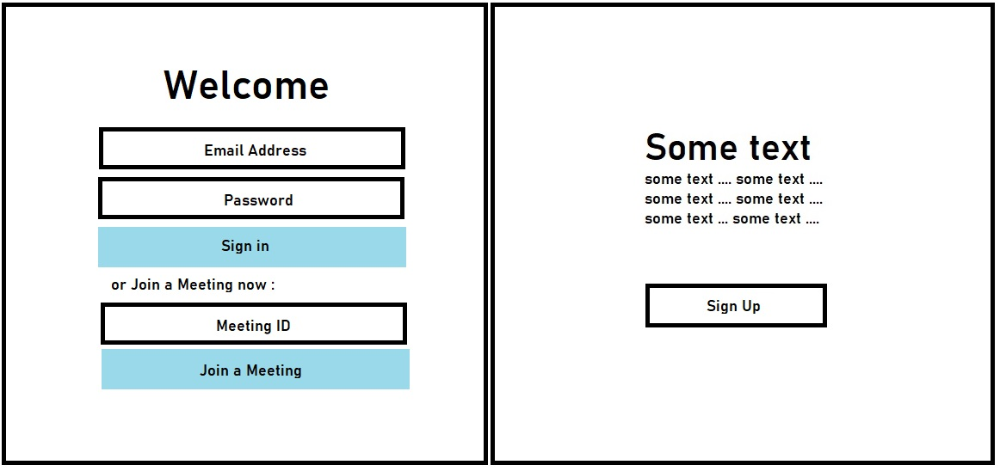 Welcome
Email Address
Password
Sign in
or Join a Meeting now :
Meeting ID
Join a Meeting
Some text
some text .... some text ....
some text .... some text ....
some text ... some text ....
Sign Up